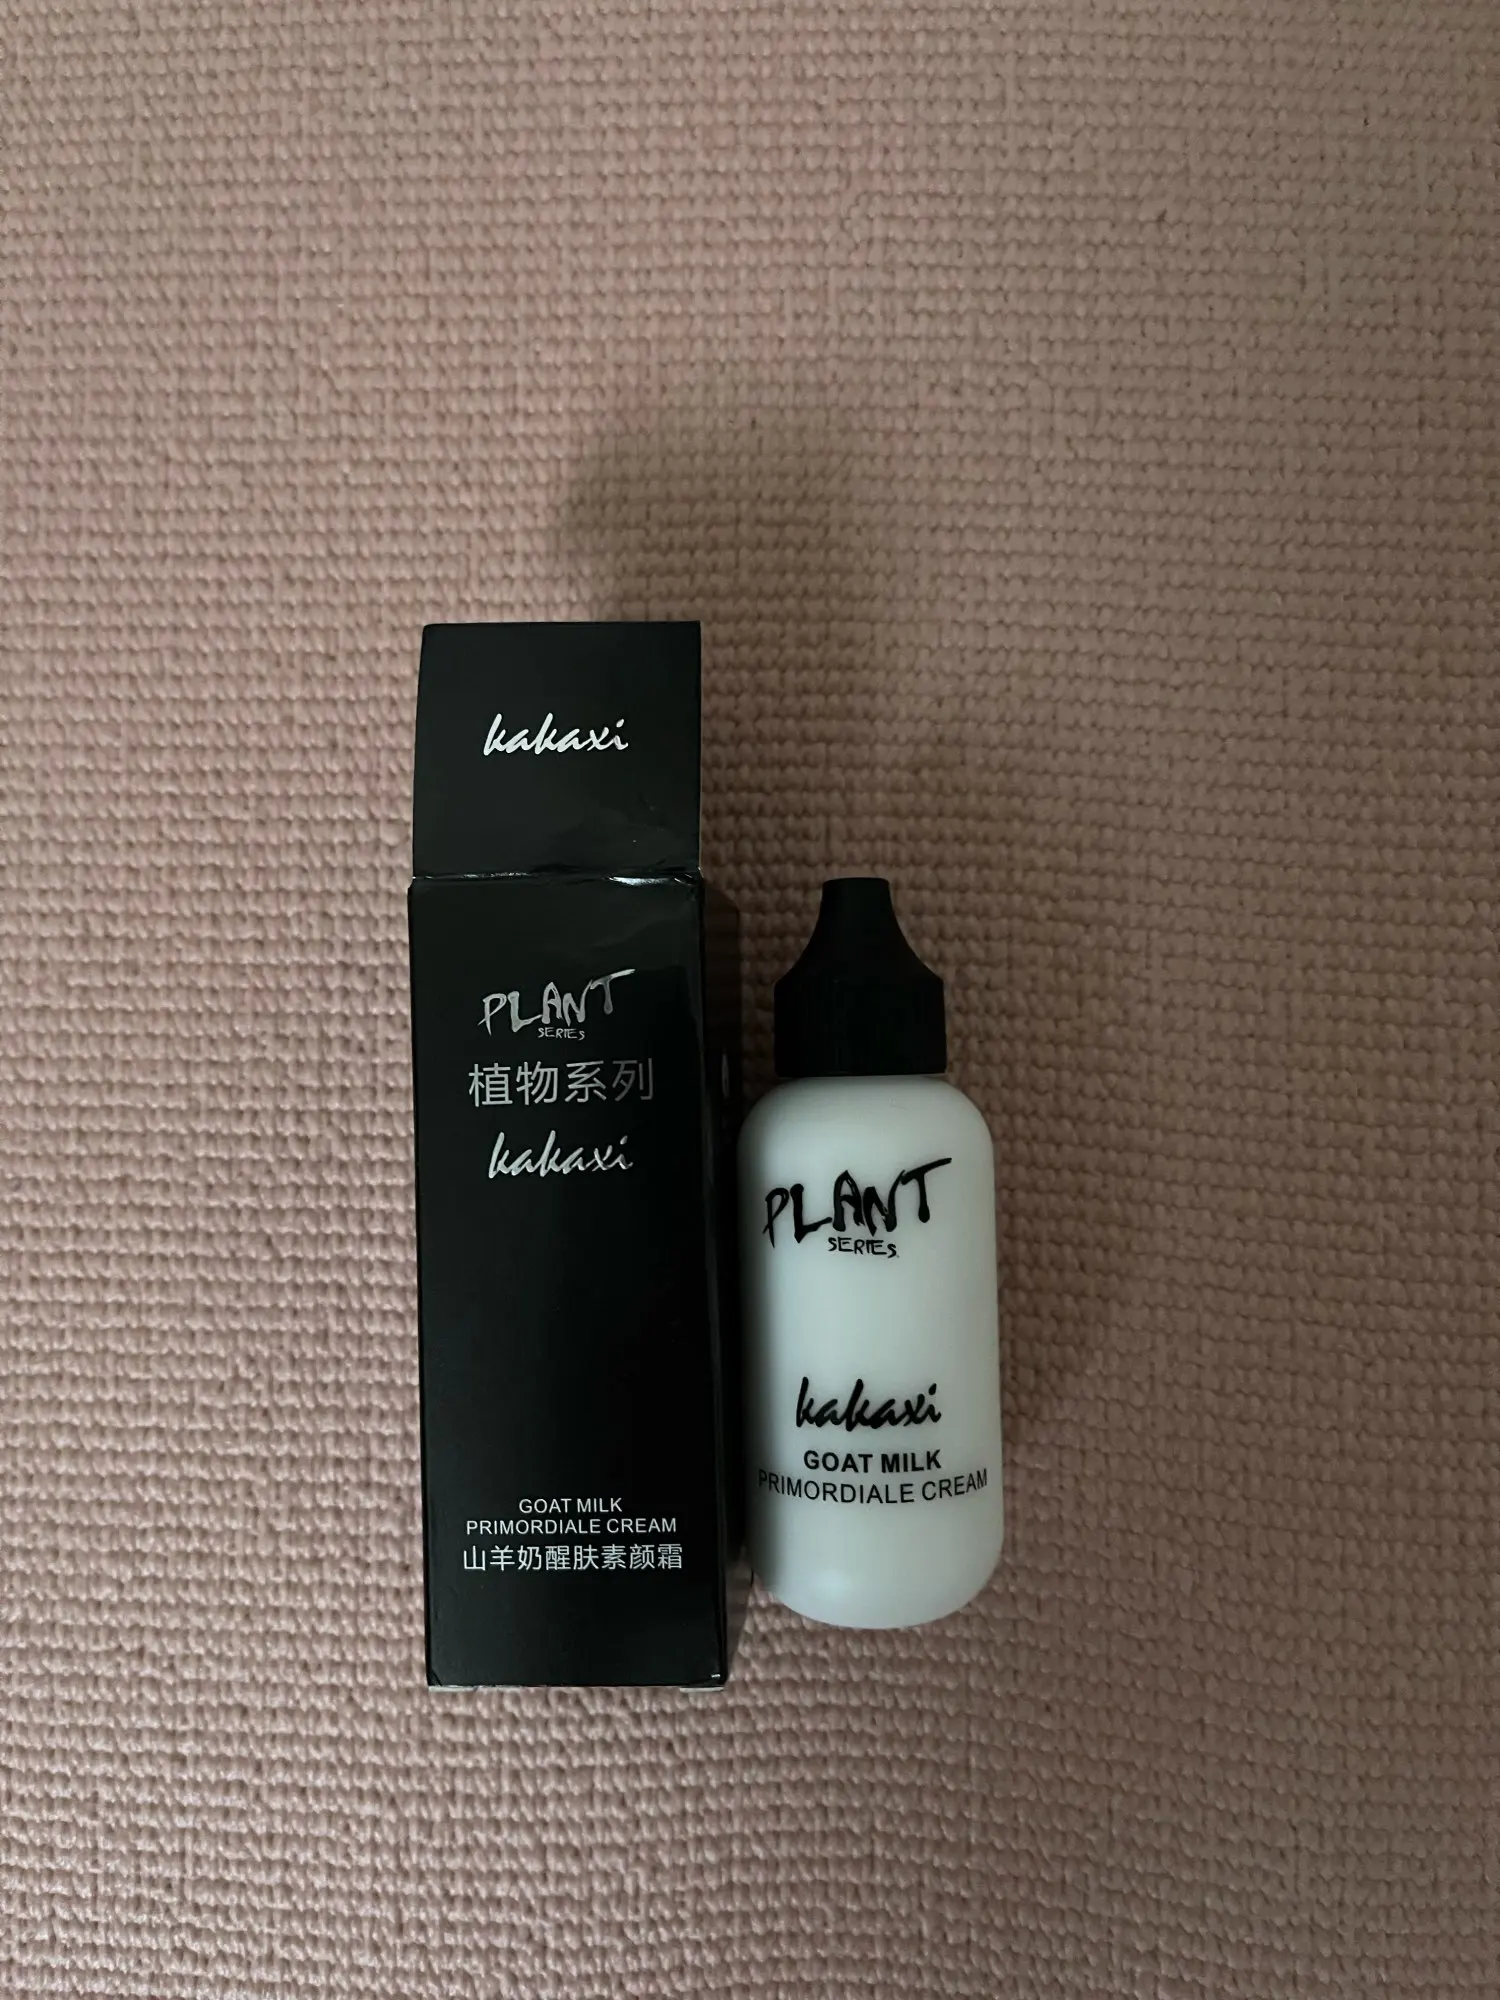 kakaxi
PLANT
SERIES
植物系列
kakaxi
GOAT MILK
PRIMORDIALE CREAM
山羊奶醒肤素颜霜
PLANT
SERIES
kakaxi
GOAT MILK
PRIMORDIALE CREAM